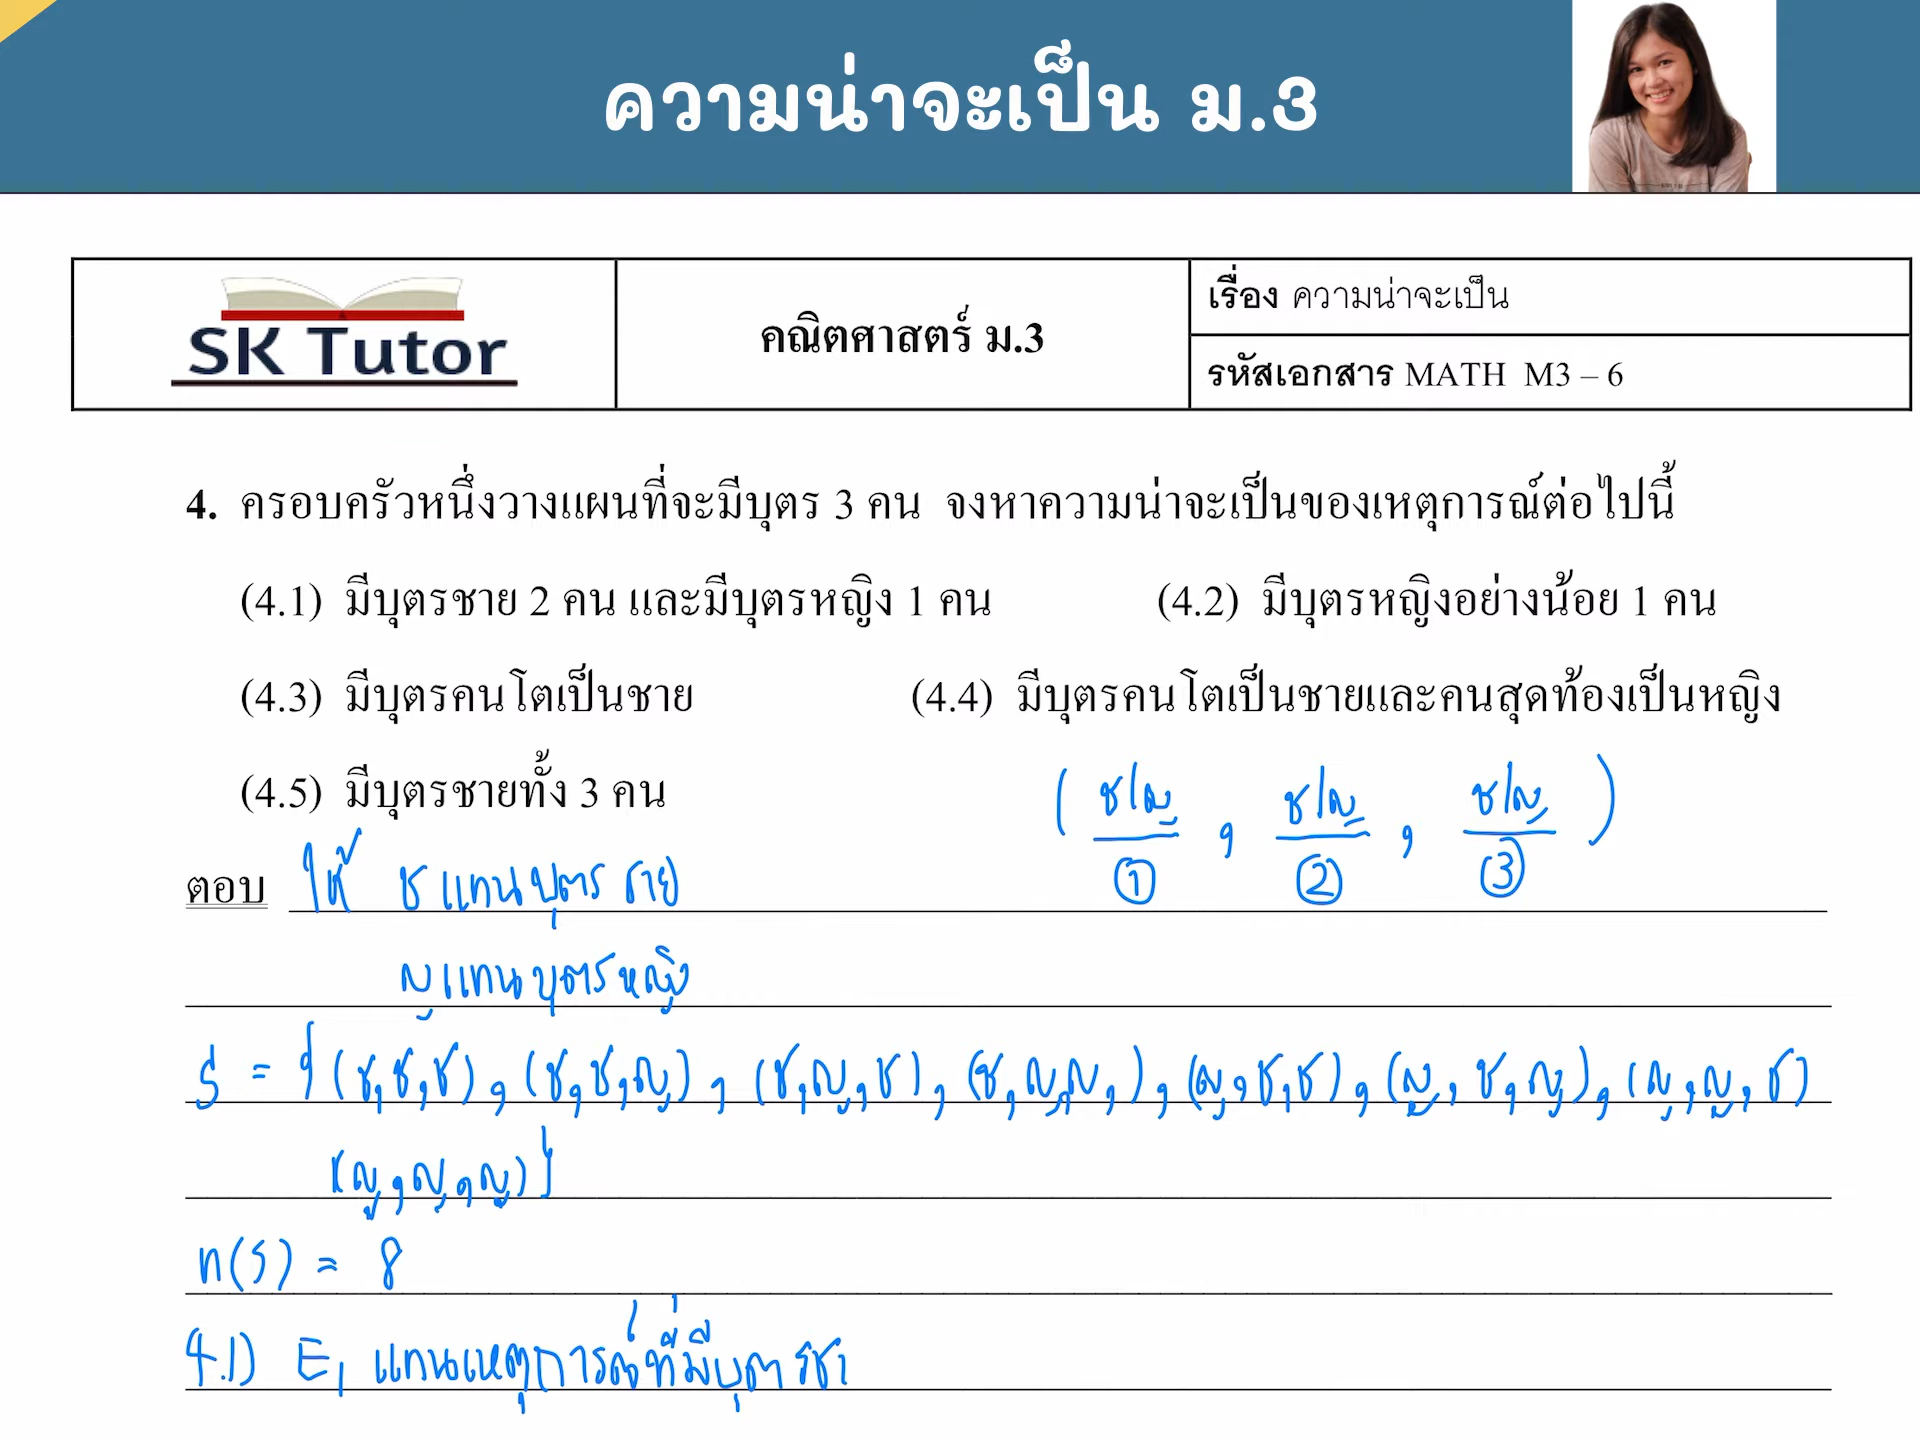 ความน่าจะเป็น ม.3
SK Tutor
คณิตศาสตร์ ม.3
เรื่อง ความน่าจะเป็น
รหัสเอกสาร MATH M3 – 6
4. ครอบครัวหนึ่งวางแผนที่จะมีบุตร 3 คน จงหาความน่าจะเป็นของเหตุการณ์ต่อไปนี้
(4.1) มีบุตรชาย 2 คน และมีบุตรหญิง 1 คน (4.2) มีบุตรหญิงอย่างน้อย 1 คน
(4.3) มีบุตรคนโตเป็นชาย (4.4) มีบุตรคนโตเป็นชายและคนสุดท้องเป็นหญิง
(4.5) มีบุตรชายทั้ง 3 คน
( ช/ญ , ช/ญ , ช/ญ )
① ② ③
ตอบ ให้ ช แทนบุตรชาย
ญ แทนบุตรหญิง
S = {(ช,ช,ช), (ช,ช,ญ), (ช,ญ,ช), (ช,ญ,ญ,), (ญ,ช,ช), (ญ,ช,ญ), (ญ,ญ,ช)
(ญ,ญ,ญ)}
n(S) = 8
4.1) E1 แทนเหตุการณ์ที่มีบุตรชา